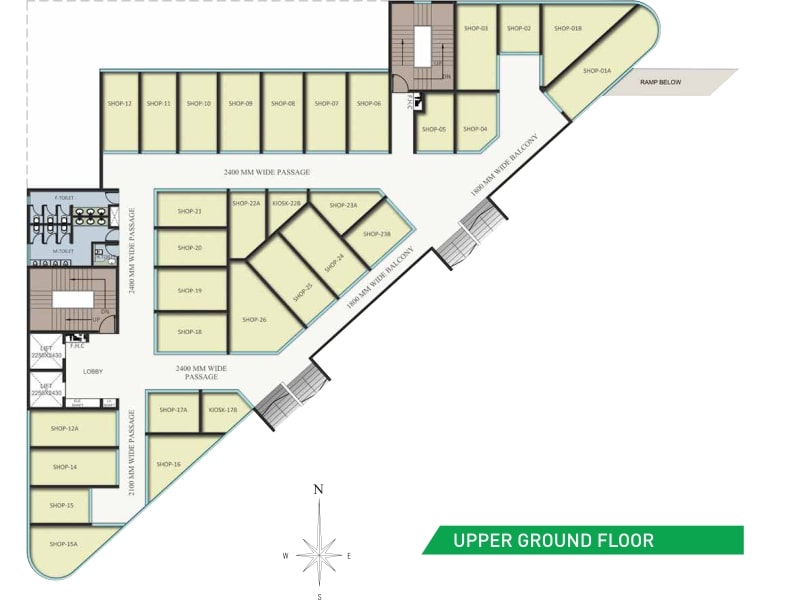 SHOP-03
SHOP-02
SHOP-01B
SHOP-01A
UP
DN
RAMP BELOW
SHOP-12
SHOP-11
SHOP-10
SHOP-09
SHOP-08
SHOP-07
SHOP-06
F.H.C
SHOP-05
SHOP-04
2400 MM WIDE PASSAGE
1800 MM WIDE BALCONY
F.TOILET
M.TOILET
2400 MM WIDE PASSAGE
SHOP-21
SHOP-22A
KIOSK-22B
SHOP-23A
SHOP-23B
SHOP-20
SHOP-24
SHOP-19
SHOP-25
SHOP-18
SHOP-26
1800 MM WIDE BALCONY
DN
UP
F.H.C
LIFT
2250X2430
LOBBY
LIFT
2250X2430
2400 MM WIDE
PASSAGE
SHOP-17A
KIOSK-17B
SHOP-12A
2100 MM WIDE PASSAGE
SHOP-14
SHOP-16
SHOP-15
SHOP-15A
N
W
E
S
UPPER GROUND FLOOR